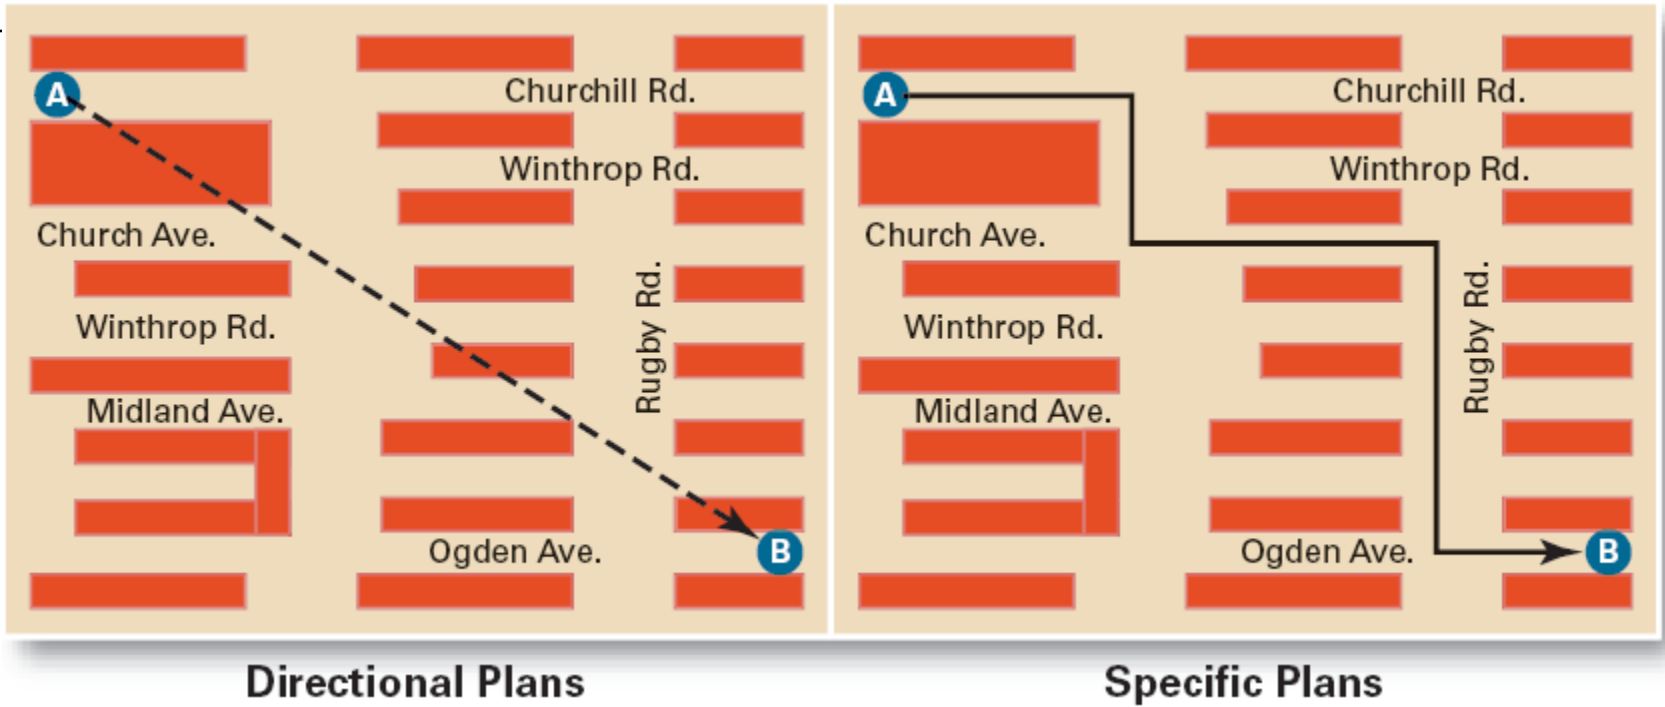 A
Churchill Rd.
Winthrop Rd.
Church Ave.
Winthrop Rd.
Rugby Rd.
Midland Ave.
Ogden Ave.
B
Directional Plans
A
Churchill Rd.
Winthrop Rd.
Church Ave.
Winthrop Rd.
Rugby Rd.
Midland Ave.
Ogden Ave.
B
Specific Plans